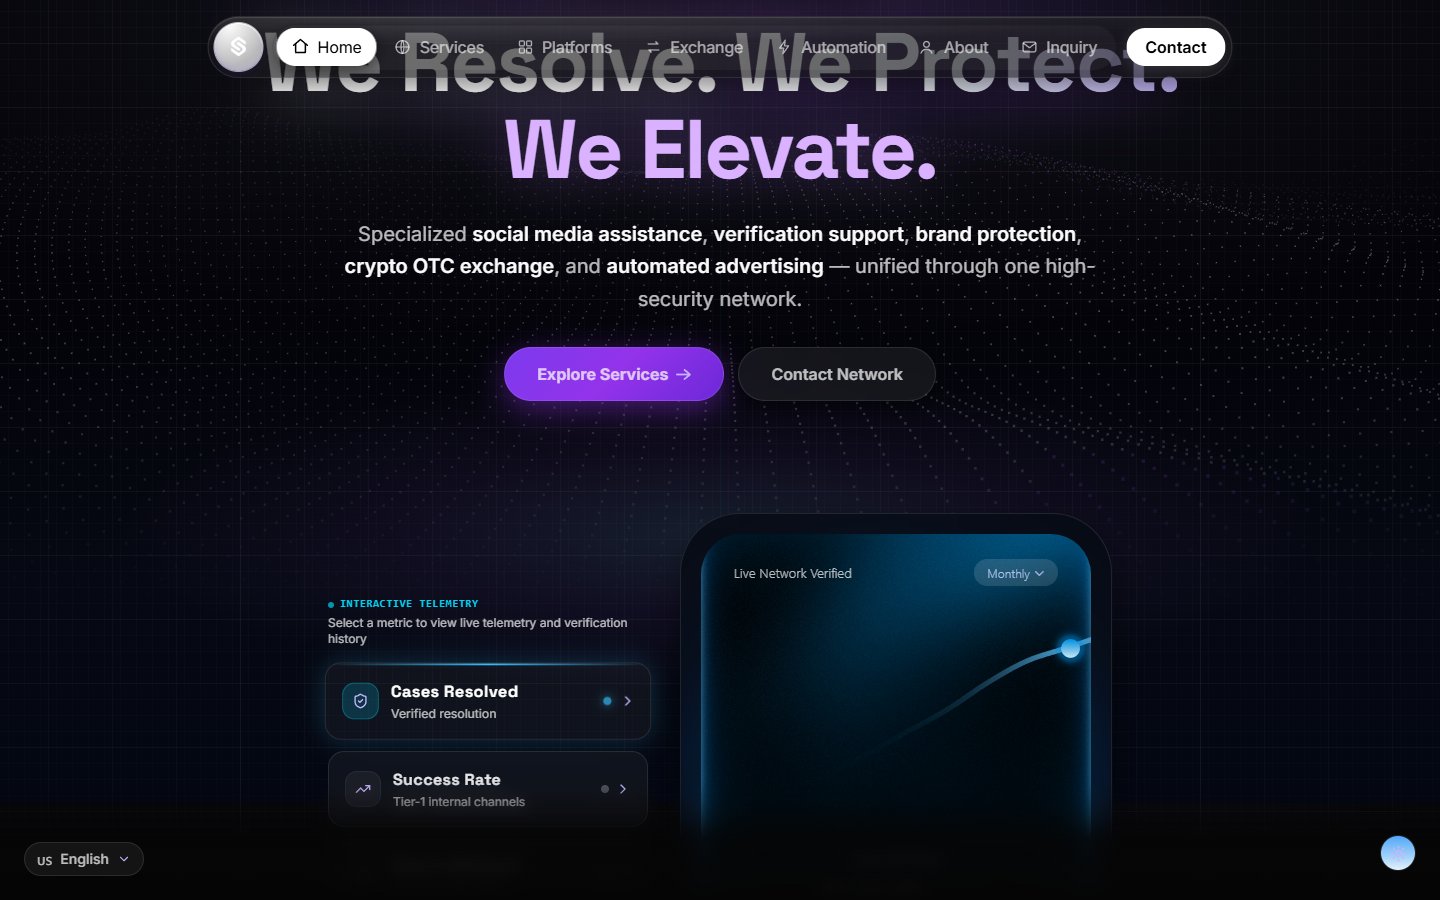 Home
Services
Platforms
Exchange
Automation
About
Inquiry
Contact
We Resolve. We Protect.
We Elevate.
Specialized social media assistance, verification support, brand protection,
crypto OTC exchange, and automated advertising — unified through one high-
security network.
Explore Services
Contact Network
Live Network Verified
Monthly
INTERACTIVE TELEMETRY
Select a metric to view live telemetry and verification
history
Cases Resolved
Verified resolution
Success Rate
Tier-1 internal channels
US English